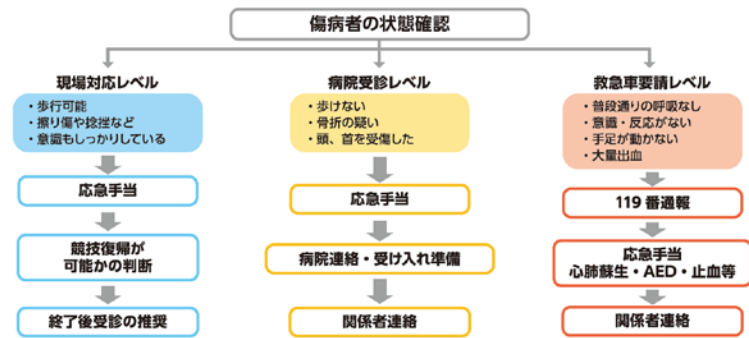 傷病者の状態確認
現場対応レベル
・歩行可能
・擦り傷や捻挫など
・意識もしっかりしている
応急手当
競技復帰が
可能かの判断
終了後受診の推奨
病院受診レベル
・歩けない
・骨折の疑い
・頭、首を受傷した
応急手当
病院連絡・受け入れ準備
関係者連絡
救急車要請レベル
・普段通りの呼吸なし
・意識・反応がない
・手足が動かない
・大量出血
119番通報
応急手当
心肺蘇生・AED・止血等
関係者連絡